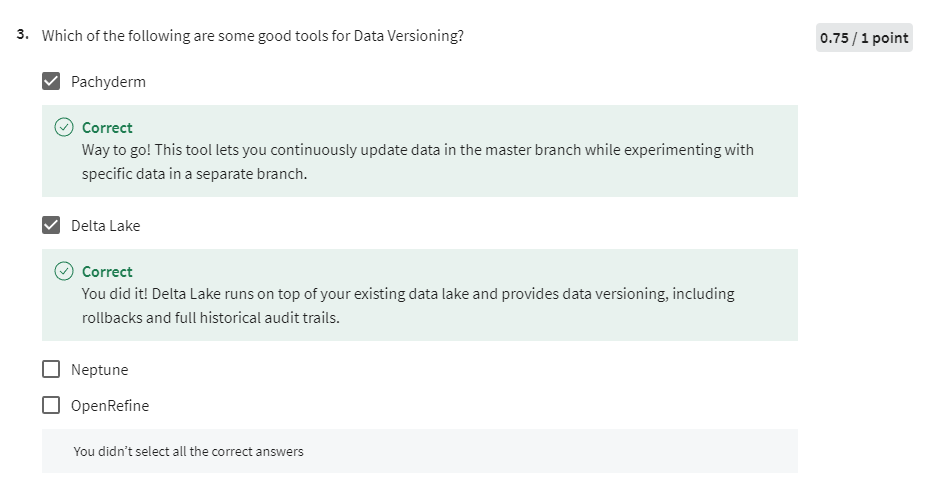 3. Which of the following are some good tools for Data Versioning?
0.75 / 1 point
Pachyderm
Correct
Way to go! This tool lets you continuously update data in the master branch while experimenting with
specific data in a separate branch.
Delta Lake
Correct
You did it! Delta Lake runs on top of your existing data lake and provides data versioning, including
rollbacks and full historical audit trails.
Neptune
OpenRefine
You didn't select all the correct answers